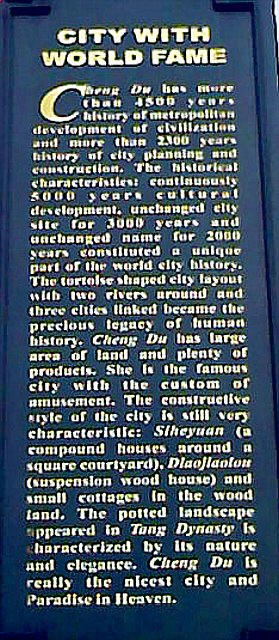 CITY WITH
WORLD FAME
Cheng Du has more
than 4500 years
history of metropolitan
development of civilization
and more than 2300 years
history of city planning and
construction. The historical
characteristics: continuously
5000 years cultural
development, unchanged city
site for 3000 years and
unchanged name for 2000
years constituted a unique
part of the world city history.
The tortoise shaped city layout
with two rivers around and
three cities linked became the
precious legacy of human
history. Cheng Du has large
area of land and plenty of
products. She is the famous
city with the custom of
amusement. The constructive
style of the city is still very
characteristic: Siheyuan (a
compound houses around a
square courtyard), Diaojiaolou
(suspension wood house) and
small cottages in the wood
land. The potted landscape
appeared in Tang Dynasty is
characterized by its nature
and elegance. Cheng Du is
really the nicest city and
Paradise in Heaven.